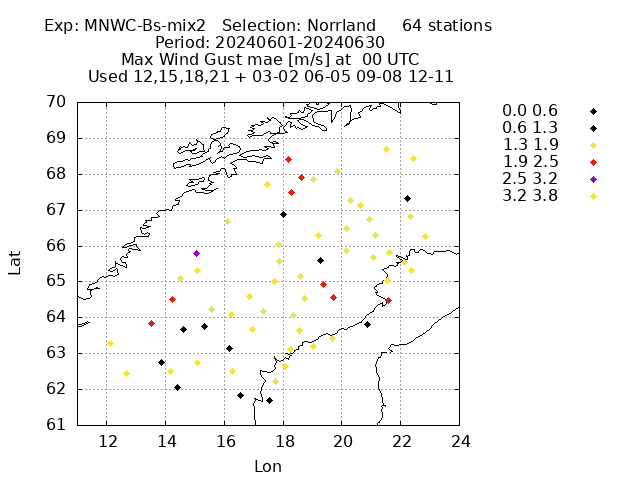 Exp: MNWC-Bs-mix2 Selection: Norrland 64 stations
Period: 20240601-20240630
Max Wind Gust mae [m/s] at 00 UTC
Used 12,15,18,21 + 03-02 06-05 09-08 12-11
0.0 0.6
0.6 1.3
1.3 1.9
1.9 2.5
2.5 3.2
3.2 3.8
70
69
68
67
66
65
64
63
62
61
Lat
12 14 16 18 20 22 24
Lon